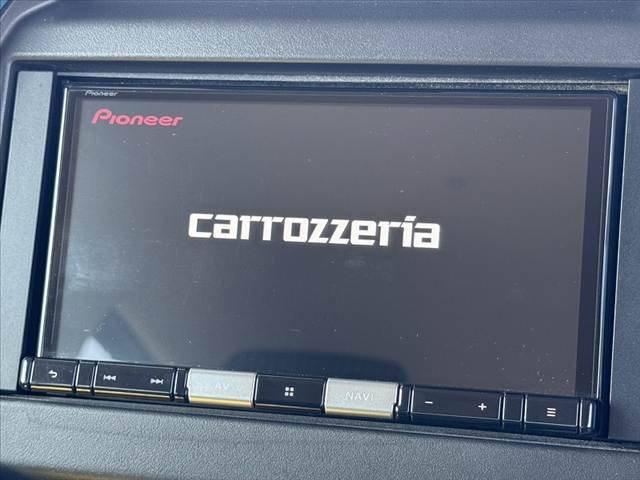 Pioneer
Pioneer
carrozzeria
AV
NAVI
− +